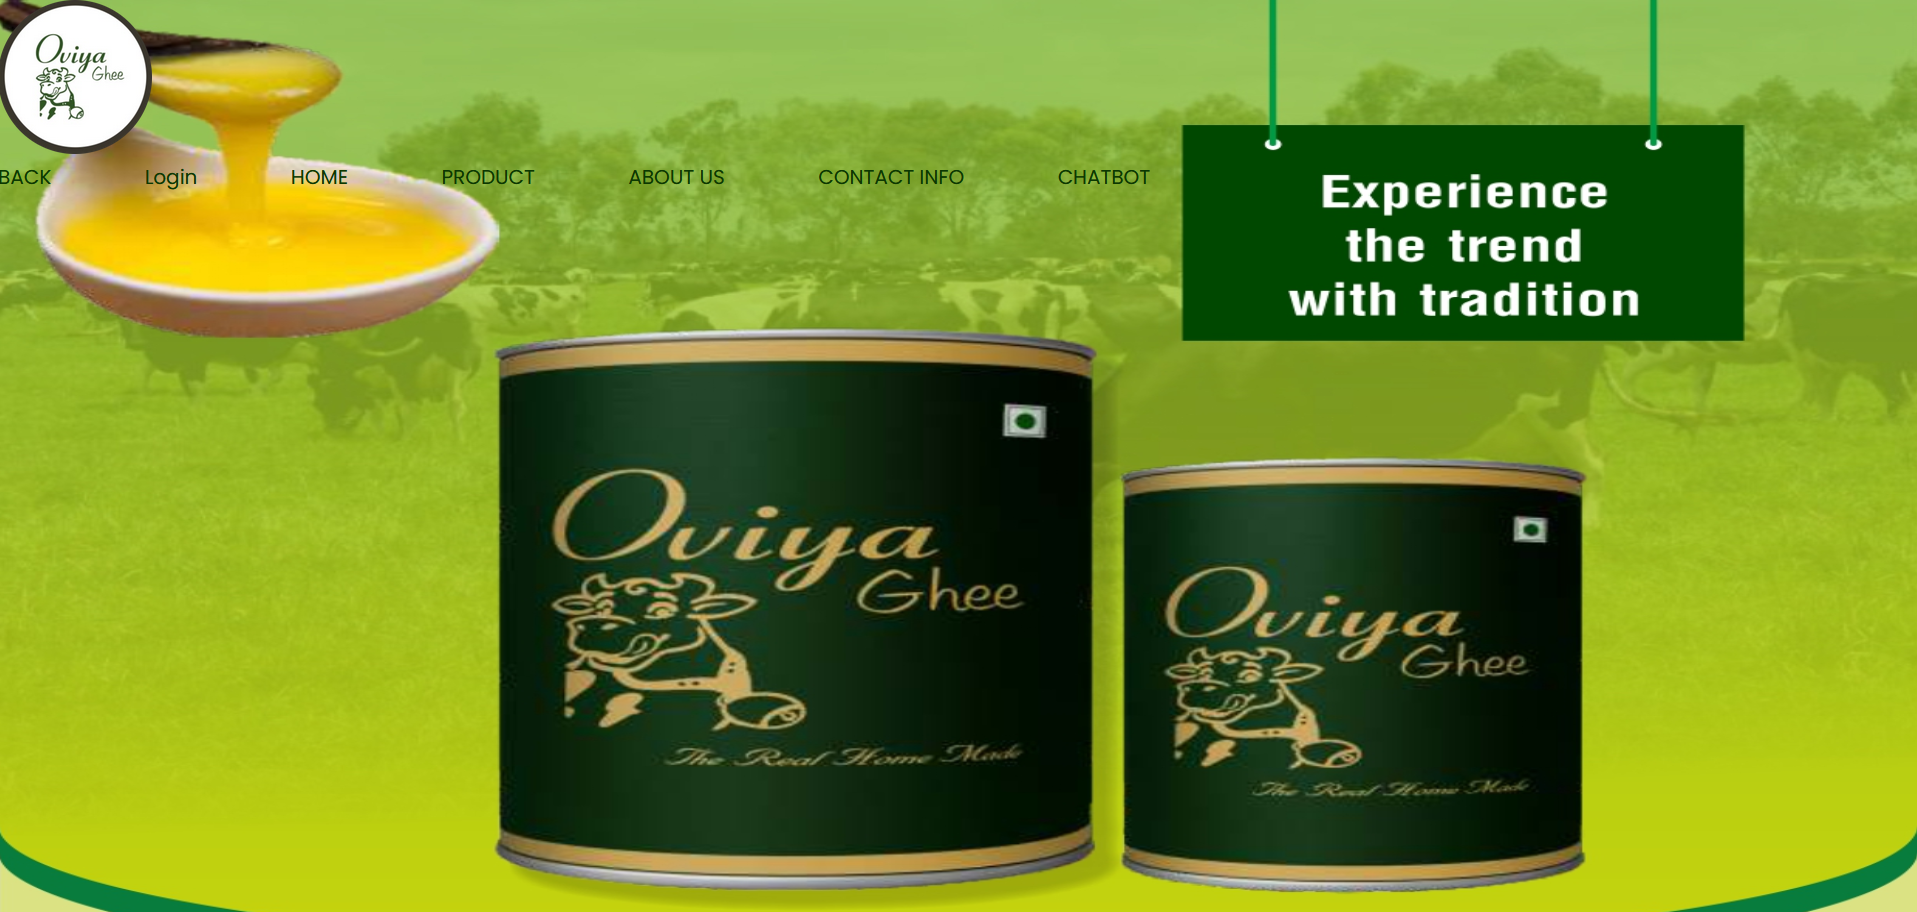 Oviya
Ghee
BACK Login HOME PRODUCT ABOUT US CONTACT INFO CHATBOT
Experience
the trend
with tradition
Oviya
Ghee
The Real Home Made
Oviya
Ghee
The Real Home Made